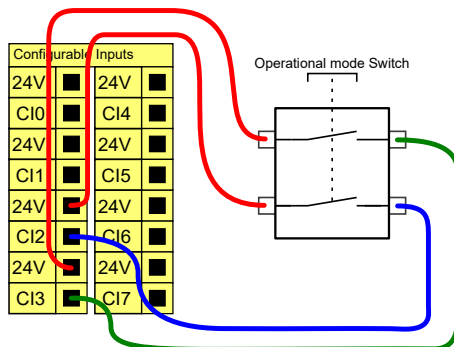 Configurable Inputs
24V 24V
CI0 CI4
24V 24V
CI1 CI5
24V 24V
CI2 CI6
24V 24V
CI3 CI7
Operational mode Switch